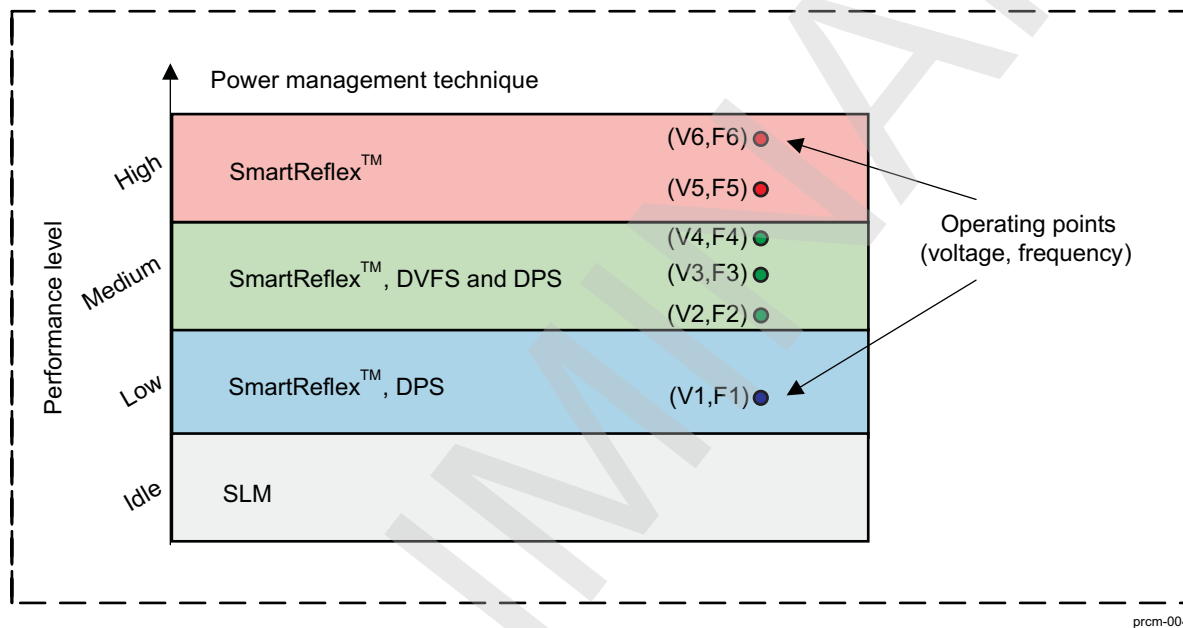 Power management technique
High
SmartReflex™
(V6,F6)
(V5,F5)
Operating points
(voltage, frequency)
Medium
SmartReflex™, DVFS and DPS
(V4,F4)
(V3,F3)
(V2,F2)
Performance level
Low
SmartReflex™, DPS
(V1,F1)
Idle
SLM